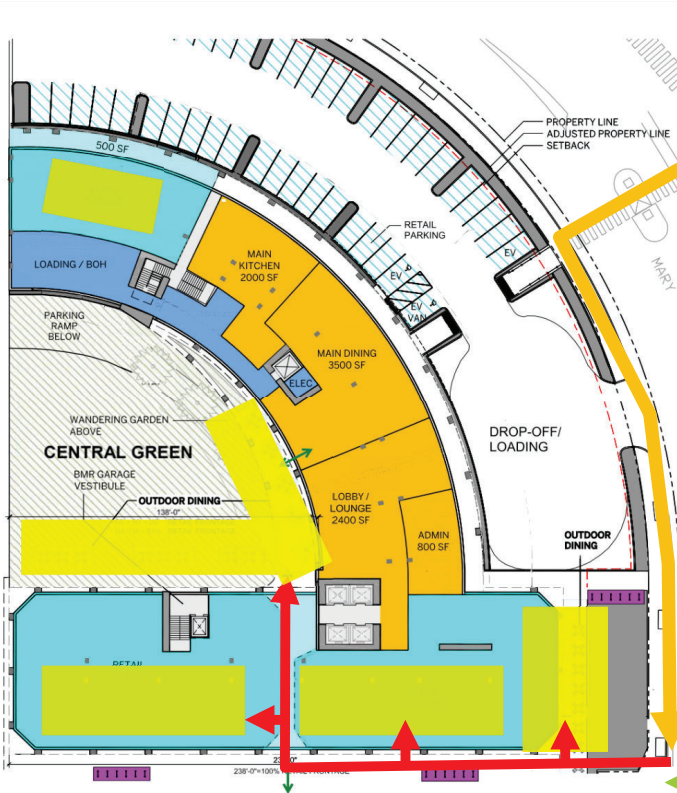 PROPERTY LINE
ADJUSTED PROPERTY LINE
SETBACK
500 SF
MARY
RETAIL
PARKING
EV
LOADING / BOH
MAIN
KITCHEN
2000 SF
EV
EV
VAN
PARKING
RAMP
BELOW
MAIN DINING
3500 SF
ELEC
WANDERING GARDEN
ABOVE
CENTRAL GREEN
DROP-OFF/
LOADING
BMR GARAGE
VESTIBULE
OUTDOOR DINING
138'-0"
LOBBY /
LOUNGE
2400 SF
ADMIN
800 SF
OUTDOOR
DINING
X
RETAIL
238'-0"=100% RETAIL FRONTAGE